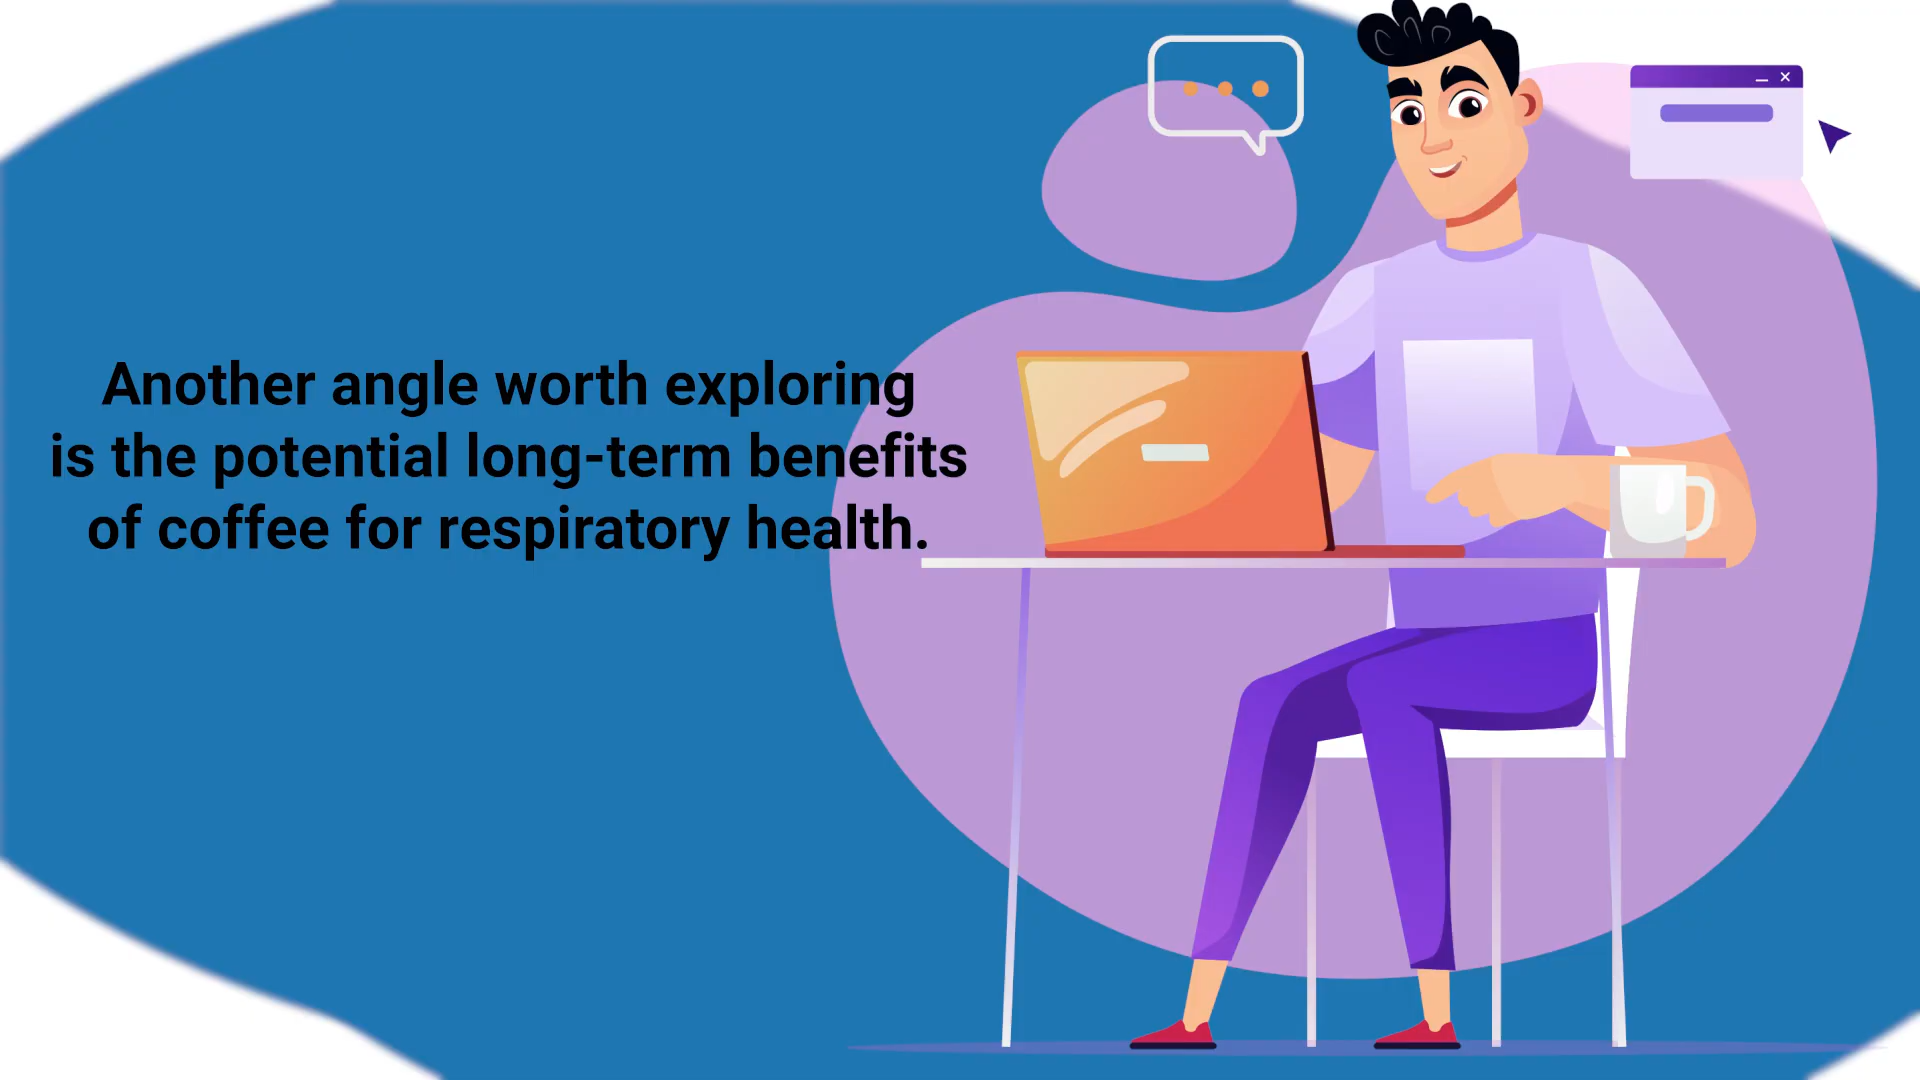 Another angle worth exploring
is the potential long-term benefits
of coffee for respiratory health.